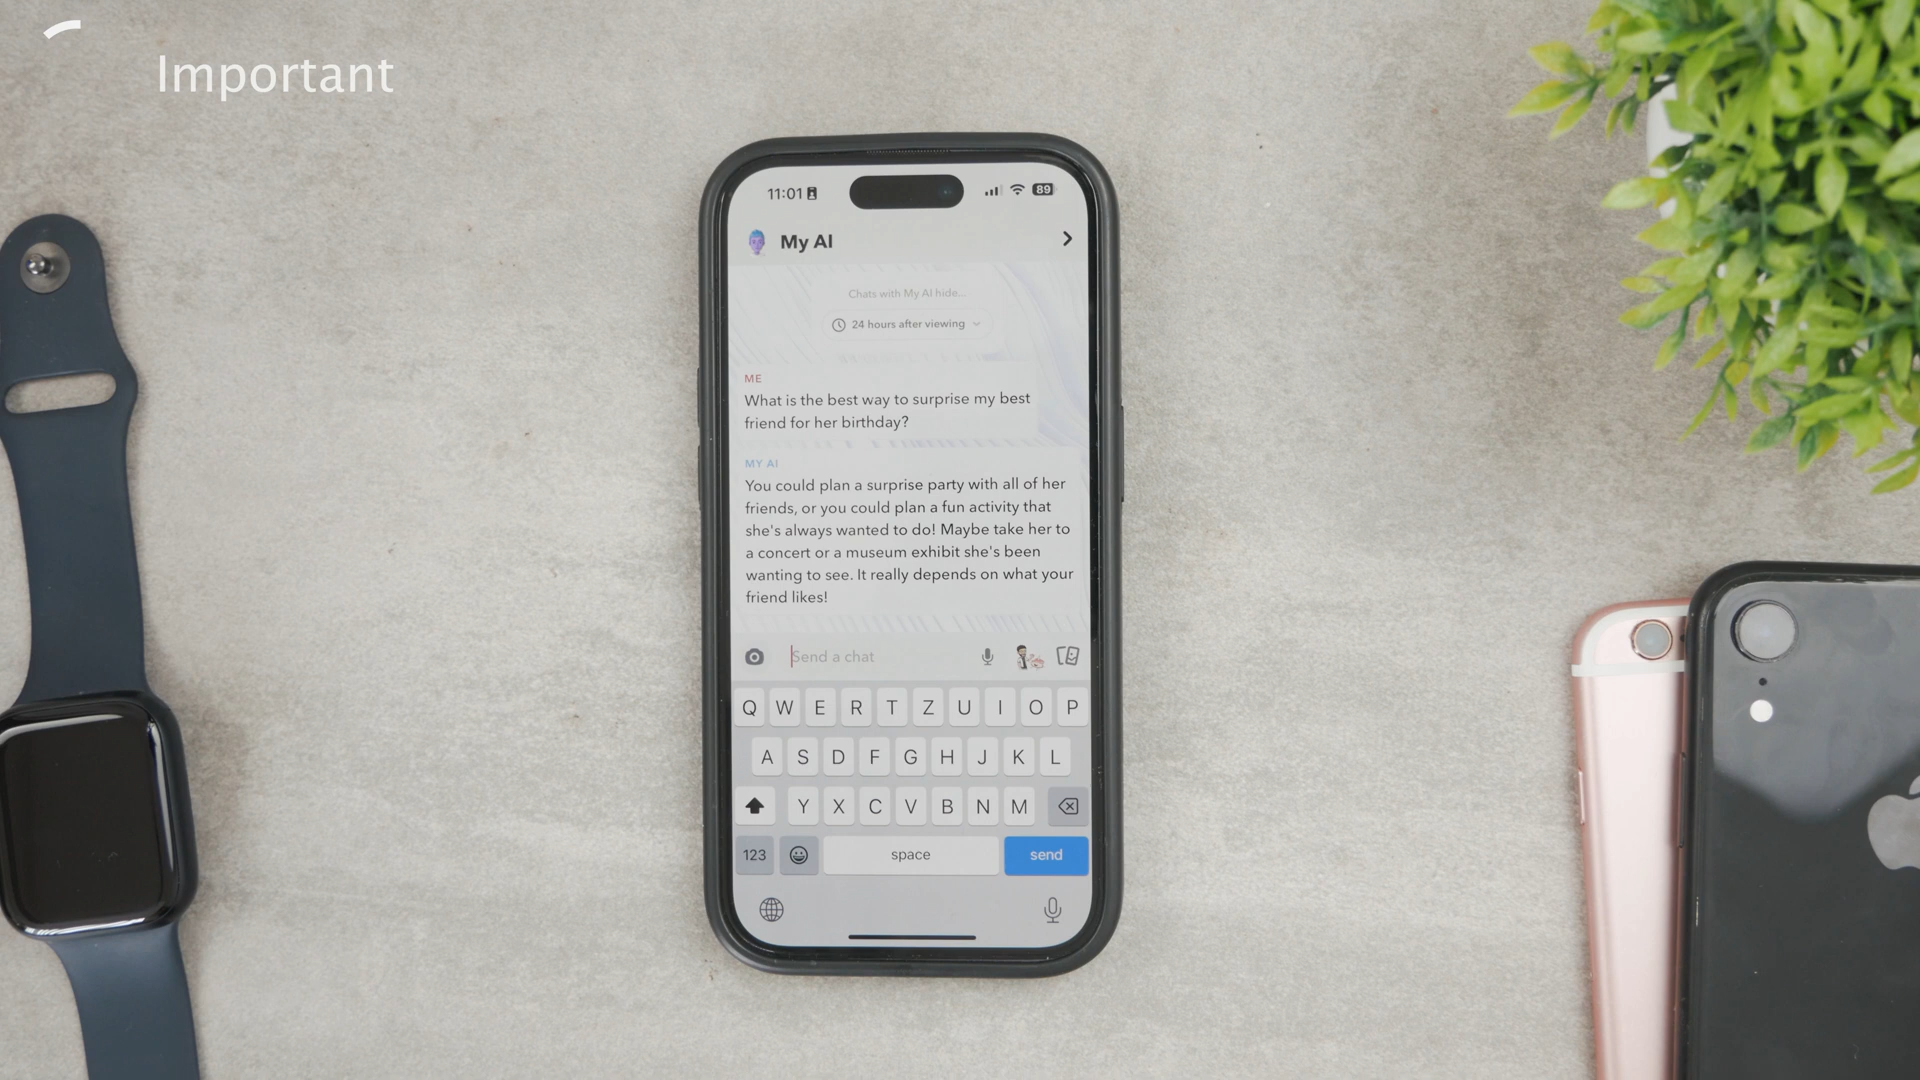 Important
11:01
89
My AI
Chats with My AI hide...
24 hours after viewing
ME
What is the best way to surprise my best
friend for her birthday?
MY AI
You could plan a surprise party with all of her
friends, or you could plan a fun activity that
she's always wanted to do! Maybe take her to
a concert or a museum exhibit she's been
wanting to see. It really depends on what your
friend likes!
Send a chat
Q W E R T Z U I O P
A S D F G H J K L
Y X C V B N M
123 space send